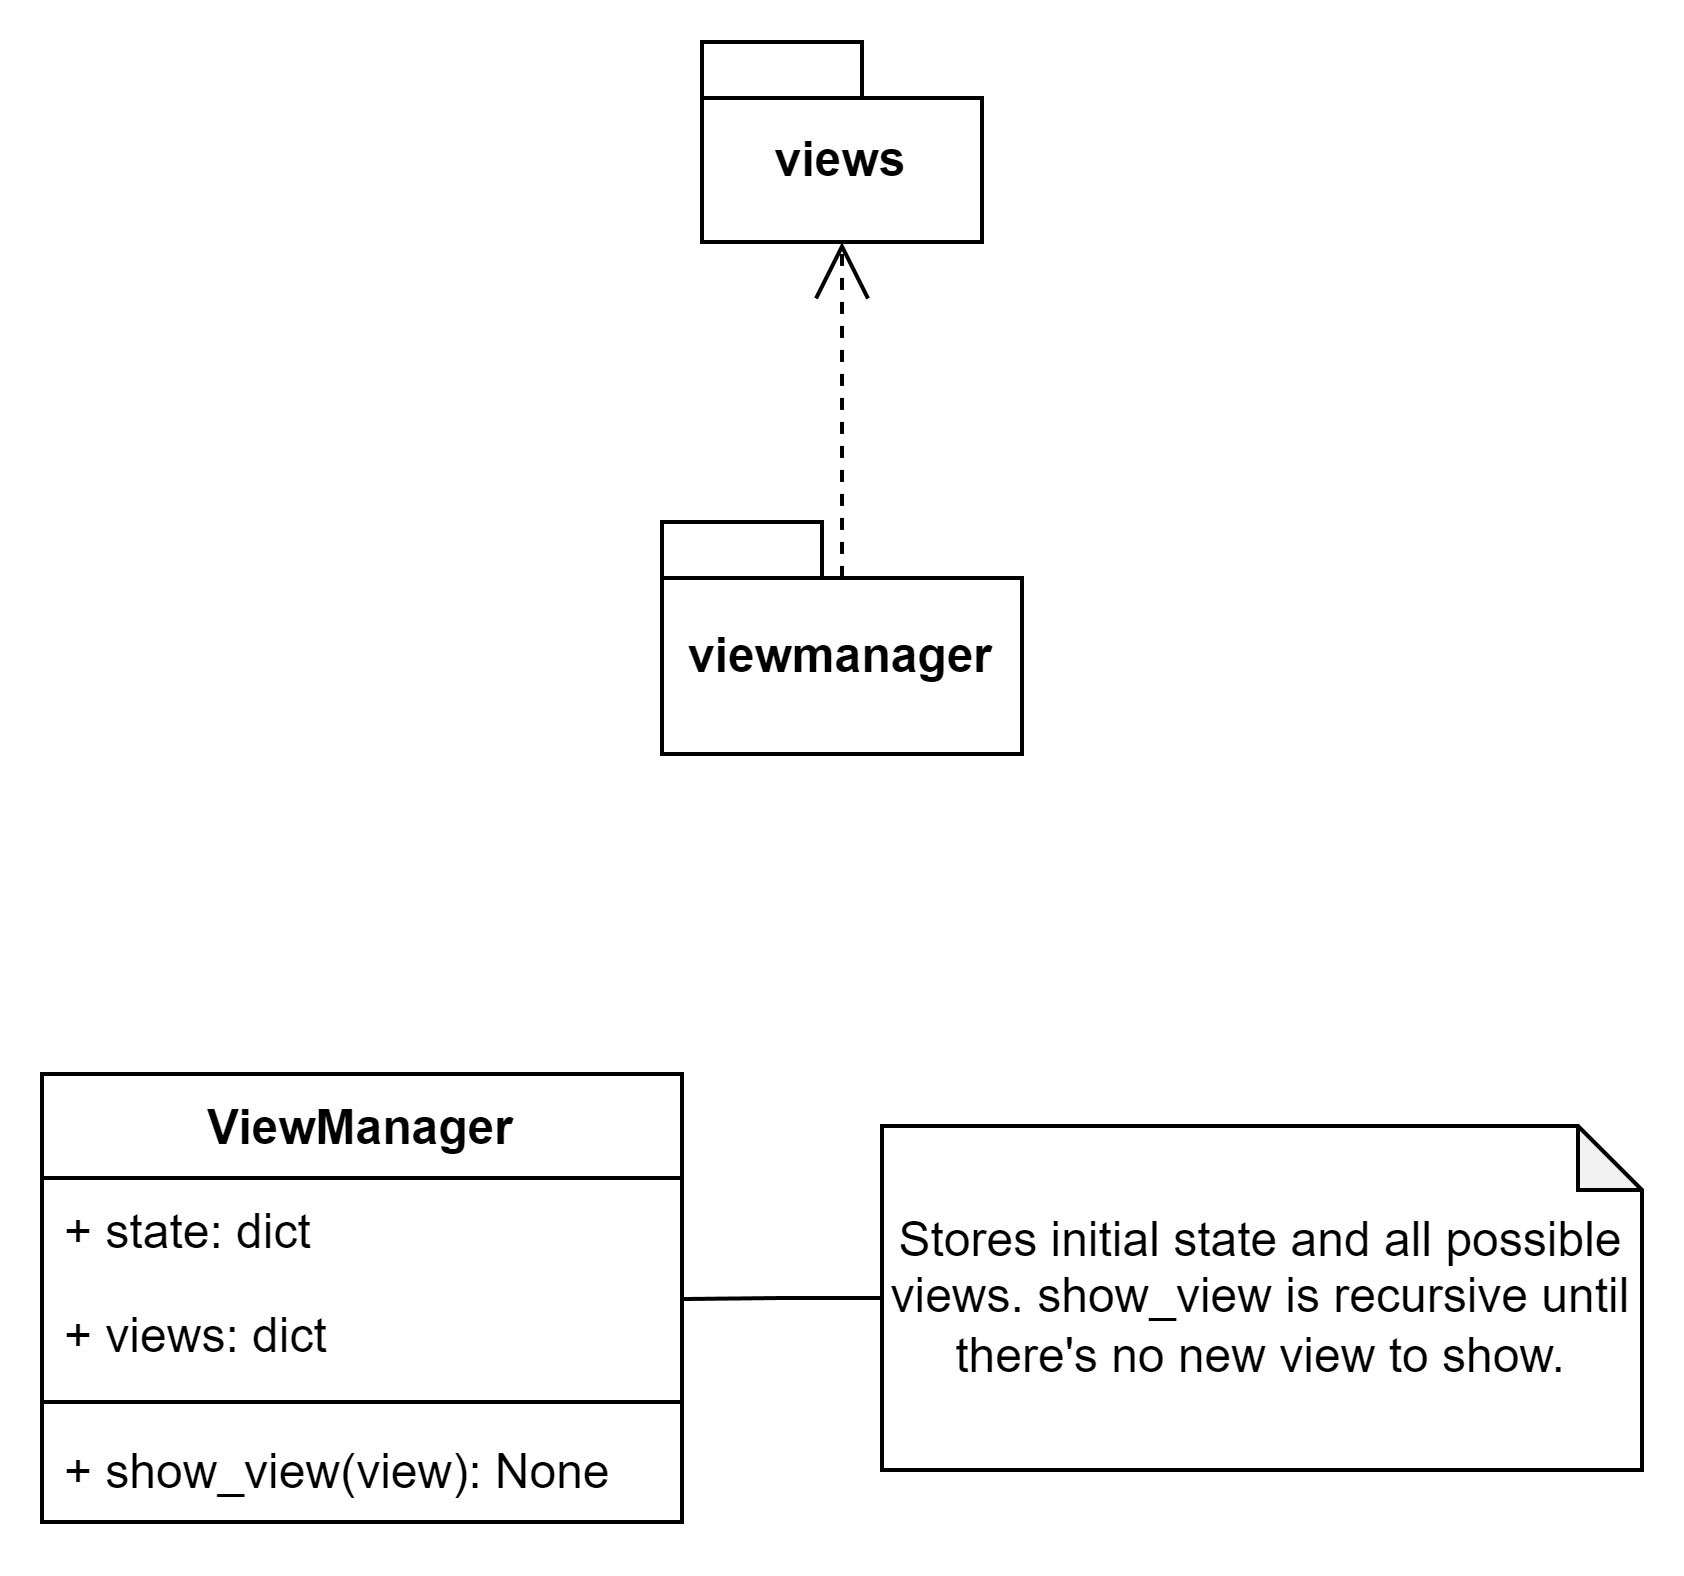 views
viewmanager
ViewManager
+ state: dict
+ views: dict
+ show_view(view): None
Stores initial state and all possible
views. show_view is recursive until
there's no new view to show.